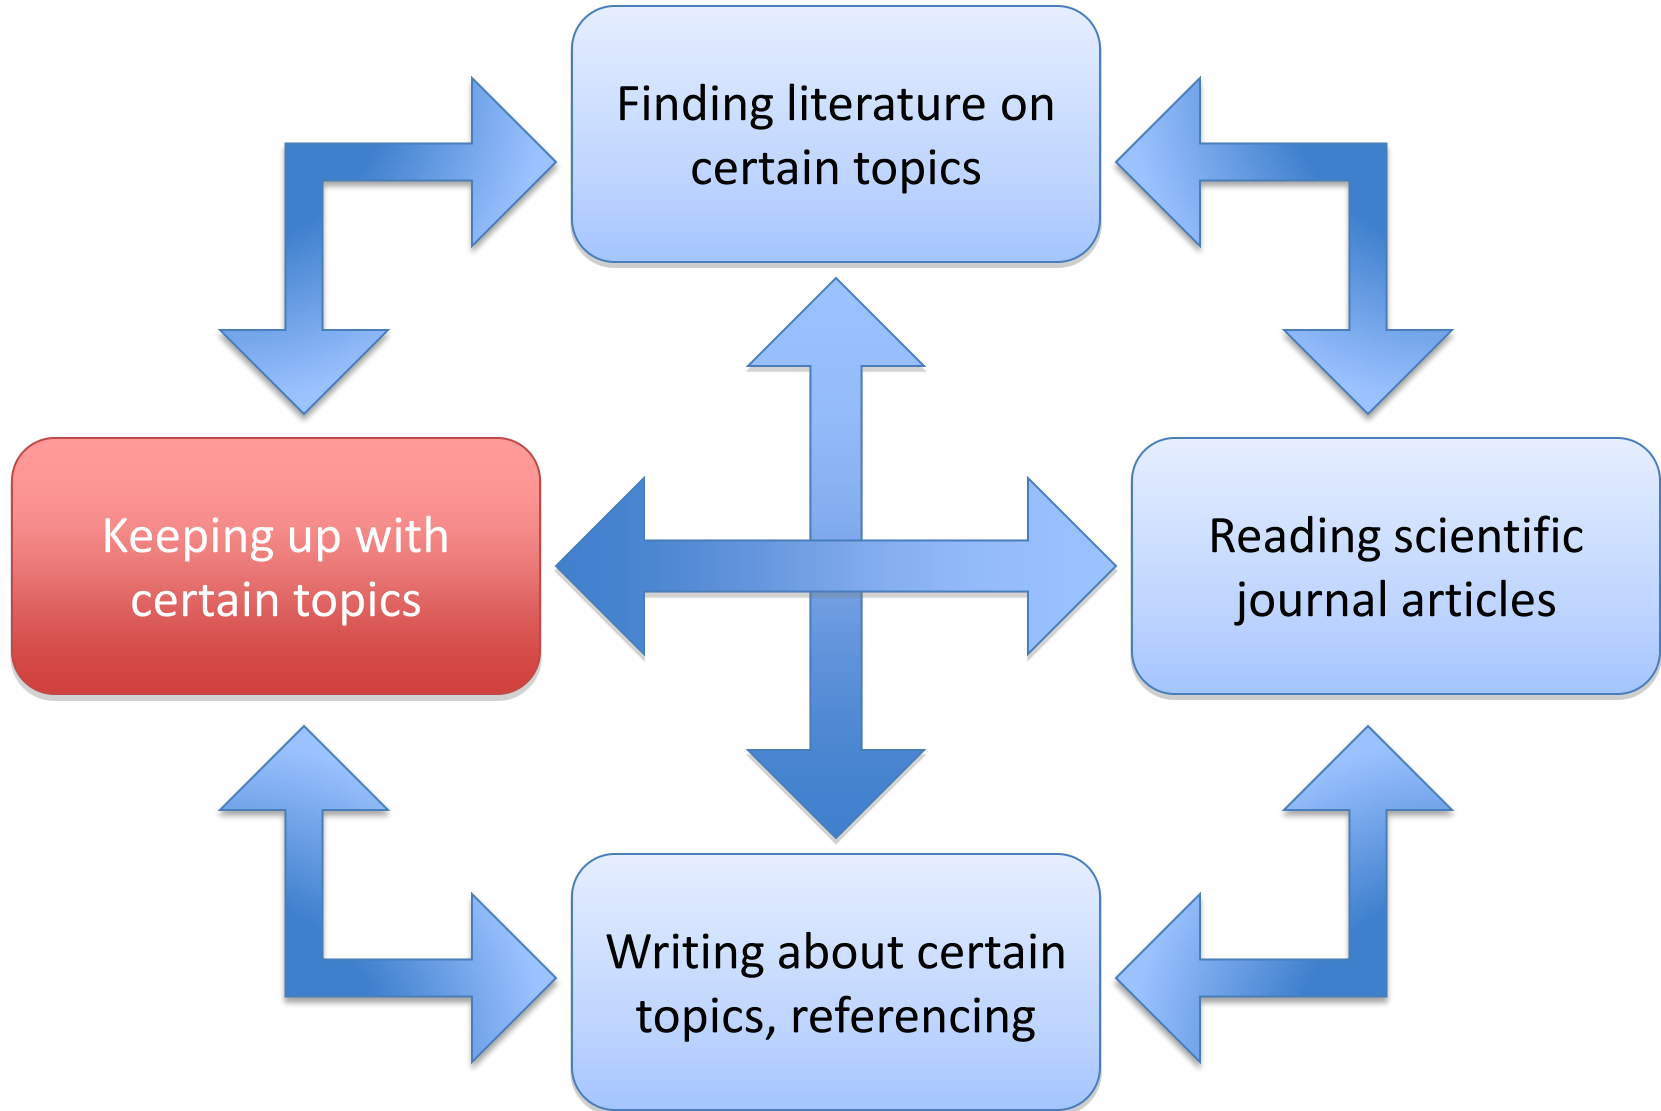 Finding literature on
certain topics
Keeping up with
certain topics
Reading scientific
journal articles
Writing about certain
topics, referencing